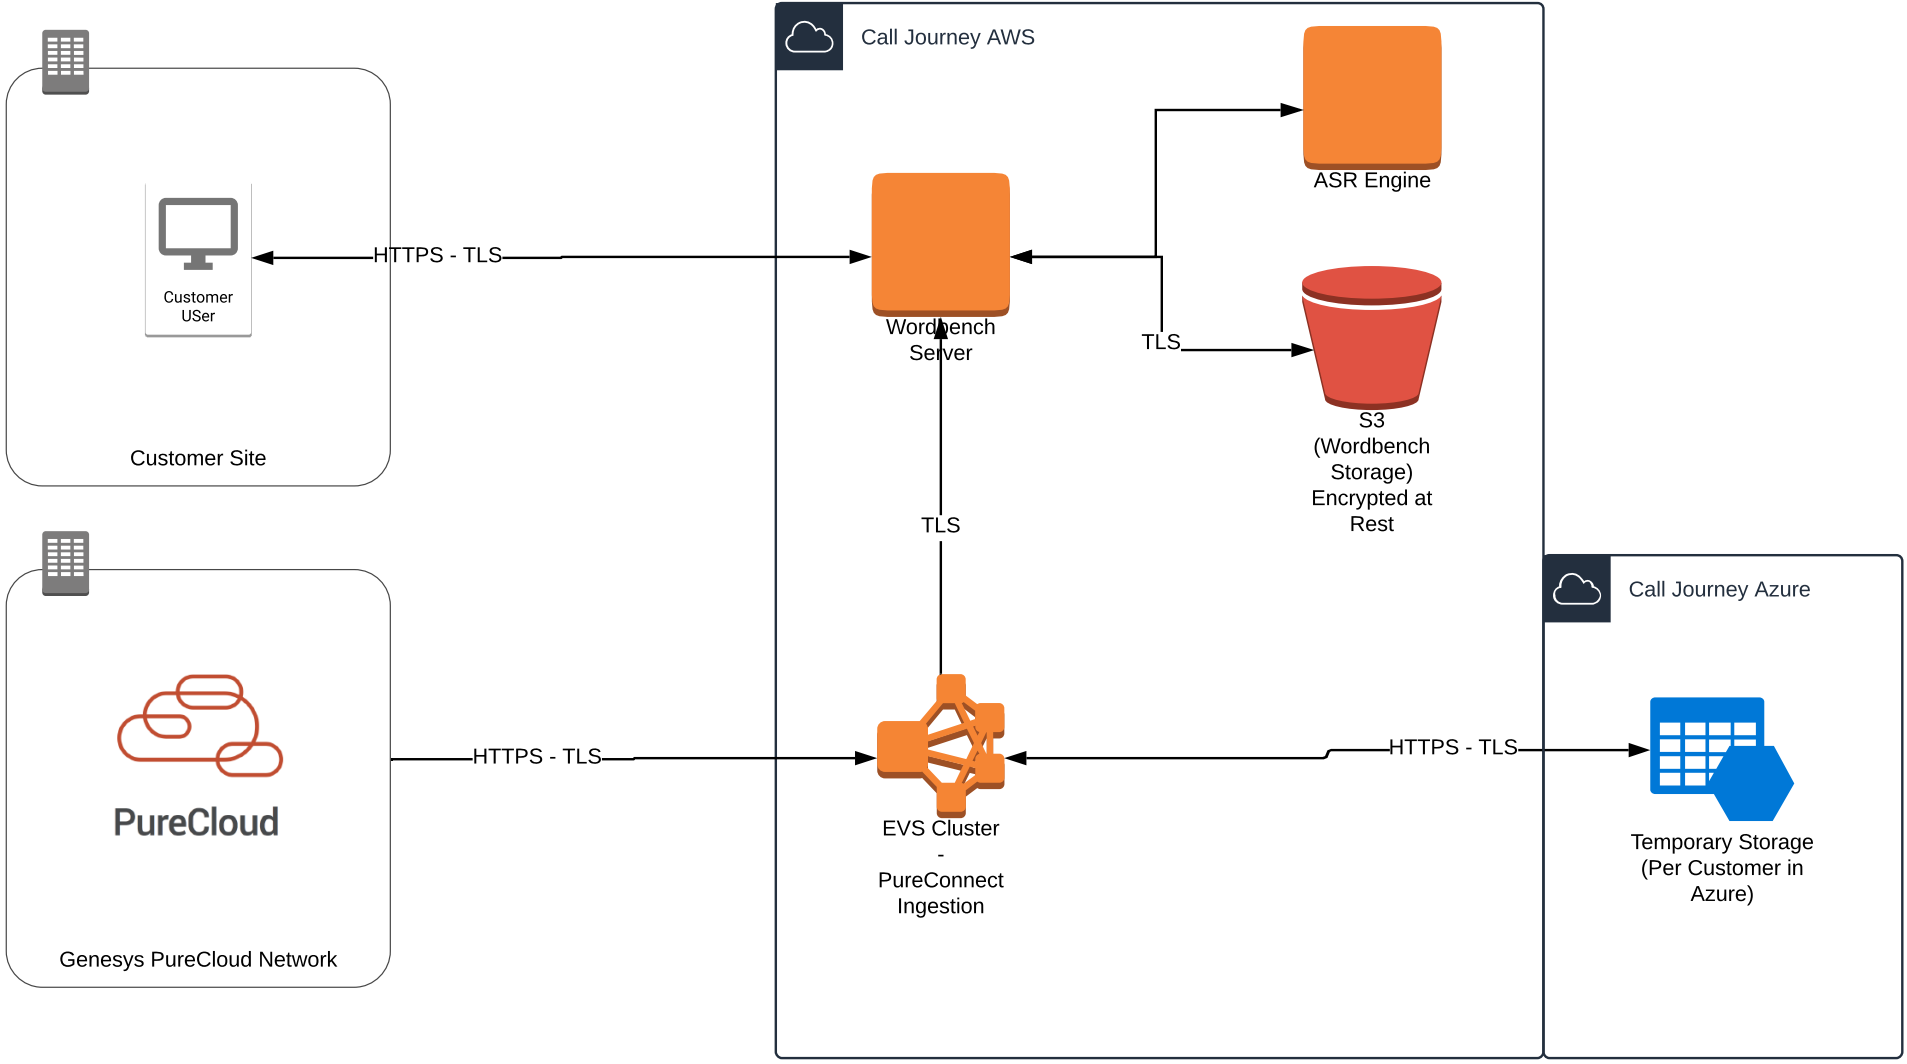 Call Journey AWS
ASR Engine
HTTPS - TLS
Customer
USer
Wordbench
Server
TLS
S3
(Wordbench
Storage)
Encrypted at
Rest
Customer Site
TLS
Call Journey Azure
HTTPS - TLS
HTTPS - TLS
PureCloud
EVS Cluster
-
PureConnect
Ingestion
Temporary Storage
(Per Customer in
Azure)
Genesys PureCloud Network